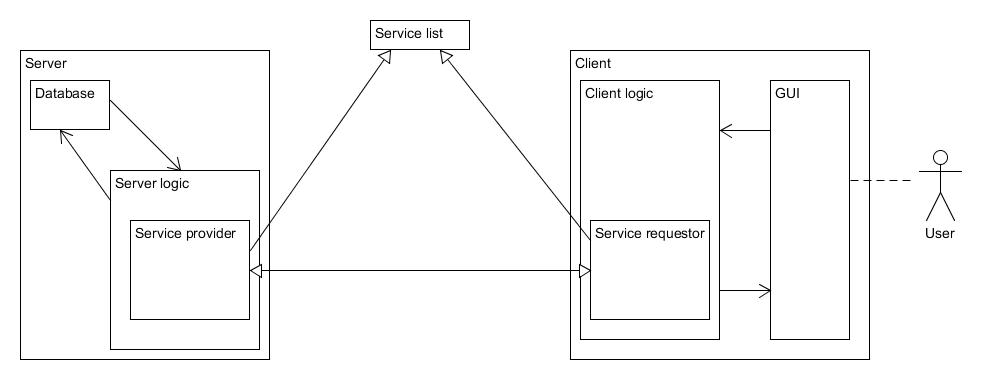 Service list
Server
Database
Server logic
Service provider
Client
Client logic
GUI
Service requestor
User